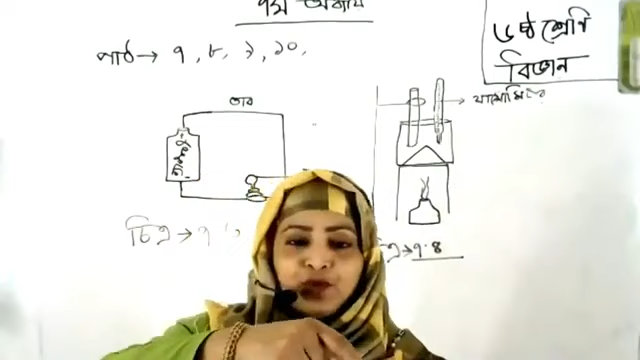 ৭ম অধ্যায়
৬ষ্ঠ শ্রেণি
বিজ্ঞান
পাঠ → ৭, ৮, ৯, ১০,
তার
থার্মোমিটার
ব্যাটারি
চিত্র → ৭.
চিত্র → ৭.৪